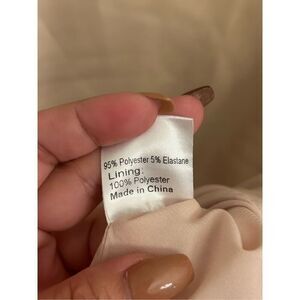 95% Polyester 5% Elastane
Lining:
100% Polyester
Made in China